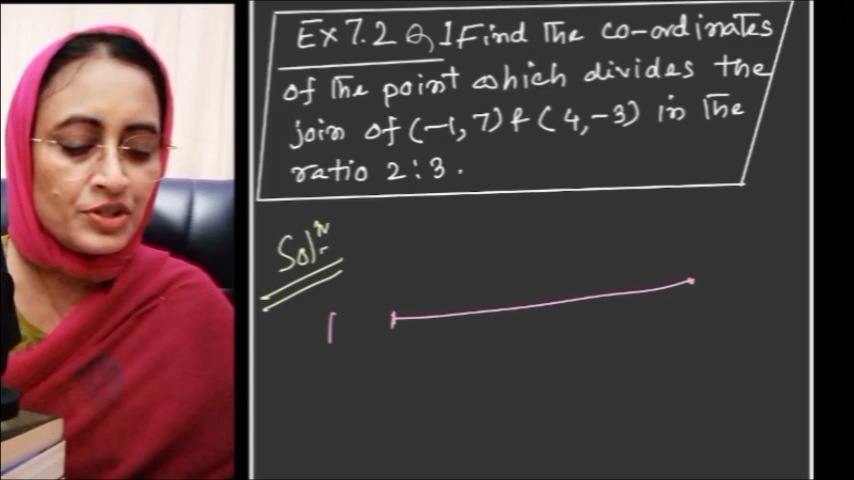 Ex 7.2 Q 1 Find the co-ordinates
of the point which divides the
join of (-1, 7) & (4, -3) in the
ratio 2:3.
Solⁿ